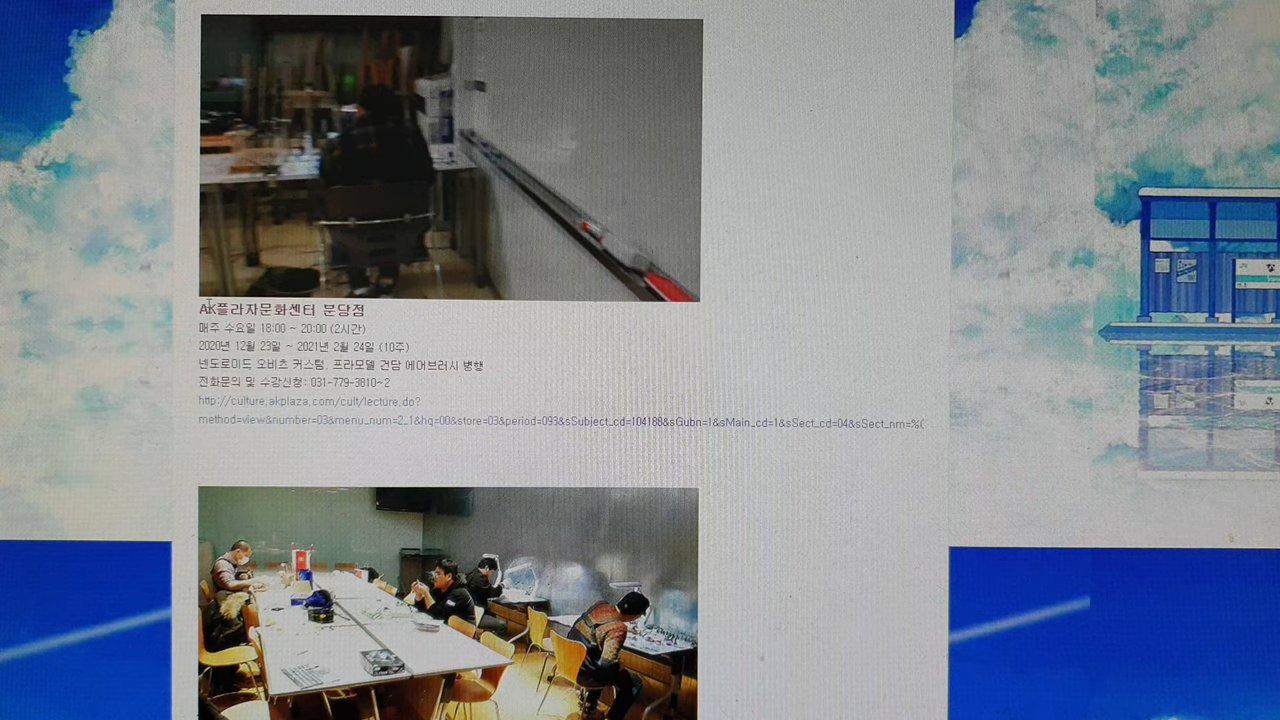 AK플라자문화센터 분당점
매주 수요일 18:00 ~ 20:00 (2시간)
2020년 12월 23일 ~ 2021년 2월 24일 (10주)
넨도로이드 오비츠 커스텀, 프라모델 건담 에어브러시 병행
전화문의 및 수강신청: 031-779-3810~2
http://culture.akplaza.com/cult/lecture.do?
method=view&number=03&menu_num=2_1&hq=00&store=03&period=093&sSubject_cd=104188&sGubn=1&sMain_cd=1&sSect_cd=04&sSect_nm=%C